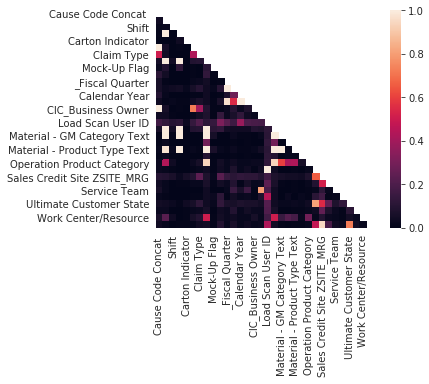 Cause Code Concat
Shift
Carton Indicator
Claim Type
Mock-Up Flag
_Fiscal Quarter
Calendar Year
CIC_Business Owner
Load Scan User ID
Material - GM Category Text
Material - Product Type Text
Operation Product Category
Sales Credit Site ZSITE_MRG
Service Team
Ultimate Customer State
Work Center/Resource
1.0
0.8
0.6
0.4
0.2
0.0
Cause Code Concat
Shift
Carton Indicator
Claim Type
Mock-Up Flag
_Fiscal Quarter
Calendar Year
CIC_Business Owner
Load Scan User ID
Material - GM Category Text
Material - Product Type Text
Operation Product Category
Sales Credit Site ZSITE_MRG
Service Team
Ultimate Customer State
Work Center/Resource